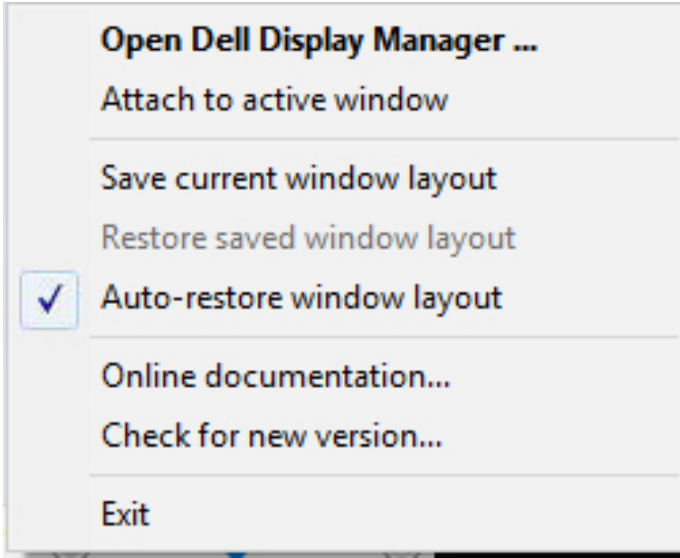 Open Dell Display Manager ...
Attach to active window
Save current window layout
Restore saved window layout
Auto-restore window layout
Online documentation...
Check for new version...
Exit